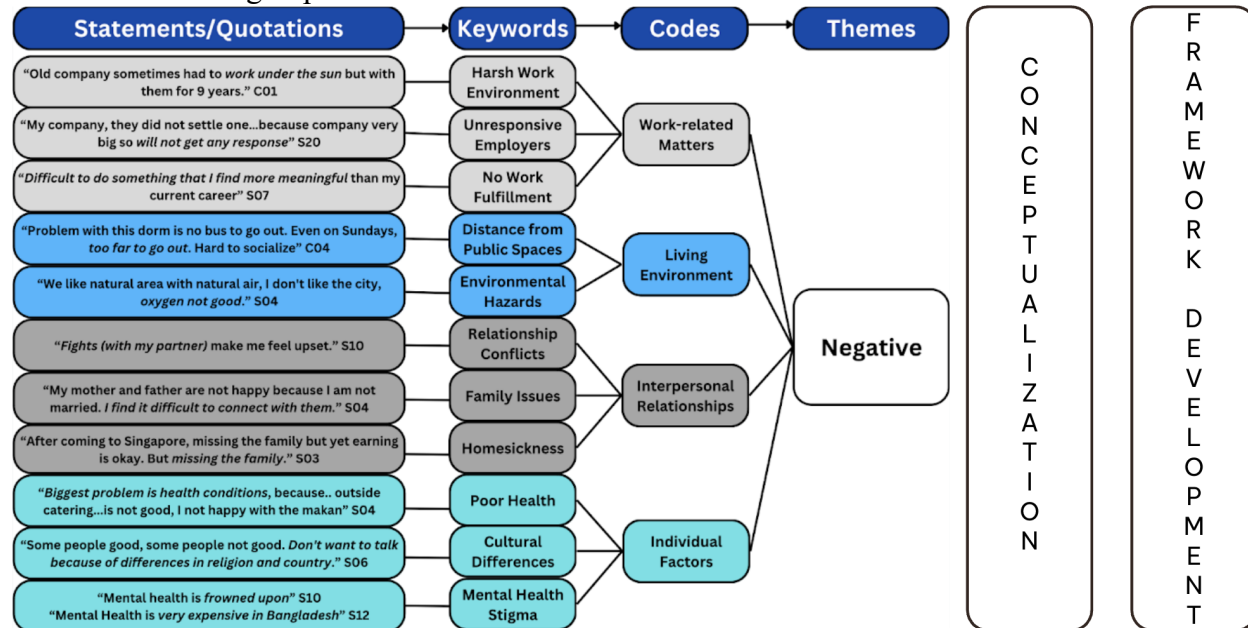 Statements/Quotations
Keywords
Codes
Themes
“Old company sometimes had to work under the sun but with
them for 9 years.” C01
Harsh Work
Environment
“My company, they did not settle one...because company very
big so will not get any response” S20
Unresponsive
Employers
“Difficult to do something that I find more meaningful than my
current career” S07
No Work
Fulfillment
Work-related
Matters
“Problem with this dorm is no bus to go out. Even on Sundays,
too far to go out. Hard to socialize” C04
Distance from
Public Spaces
“We like natural area with natural air, I don't like the city,
oxygen not good.” S04
Environmental
Hazards
Living
Environment
“Fights (with my partner) make me feel upset.” S10
Relationship
Conflicts
“My mother and father are not happy because I am not
married. I find it difficult to connect with them.” S04
Family Issues
“After coming to Singapore, missing the family but yet earning
is okay. But missing the family.” S03
Homesickness
Interpersonal
Relationships
“Biggest problem is health conditions, because.. outside
catering...is not good, I not happy with the makan” S04
Poor Health
“Some people good, some people not good. Don't want to talk
because of differences in religion and country.” S06
Cultural
Differences
“Mental health is frowned upon” S10
“Mental Health is very expensive in Bangladesh” S12
Mental Health
Stigma
Individual
Factors
Negative
CONCEPTUALIZATION
FRAMEWORK DEVELOPMENT